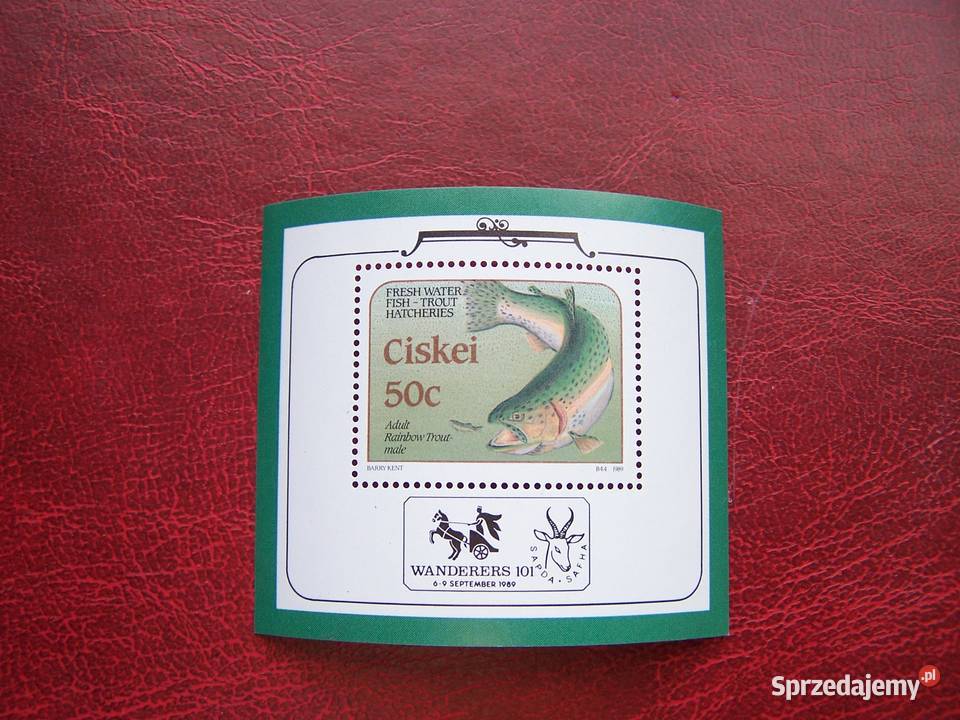 FRESH WATER
FISH – TROUT
HATCHERIES
Ciskei
50c
Adult
Rainbow Trout-
male
BARRY KENT
B44 1989
WANDERERS 101
6-9 SEPTEMBER 1989
SAPDA • SAFHA
Sprzedajemy.pl